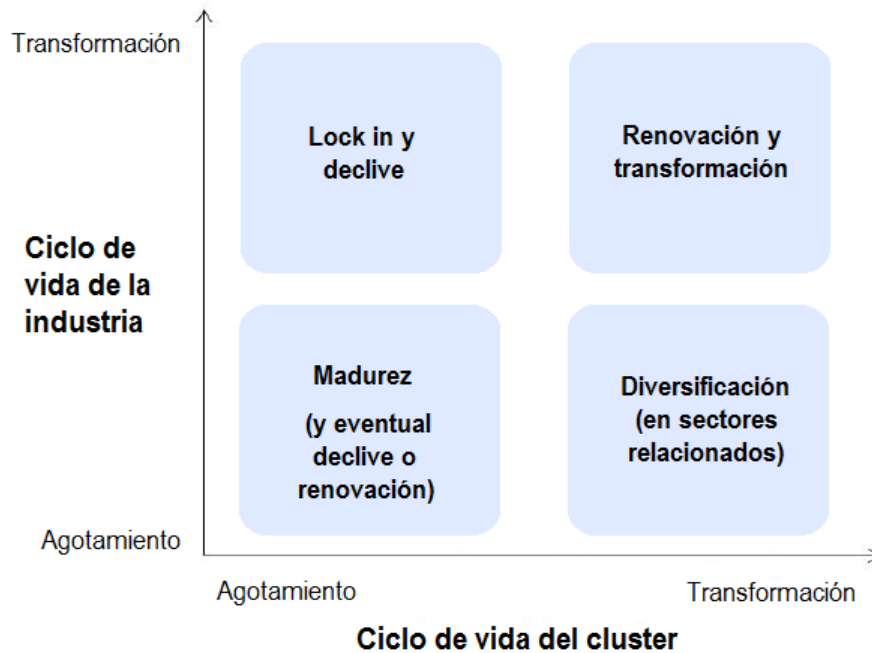 Transformación
Lock in y
declive
Renovación y
transformación
Ciclo de
vida de la
industria
Madurez
(y eventual
declive o
renovación)
Diversificación
(en sectores
relacionados)
Agotamiento
Agotamiento
Transformación
Ciclo de vida del cluster